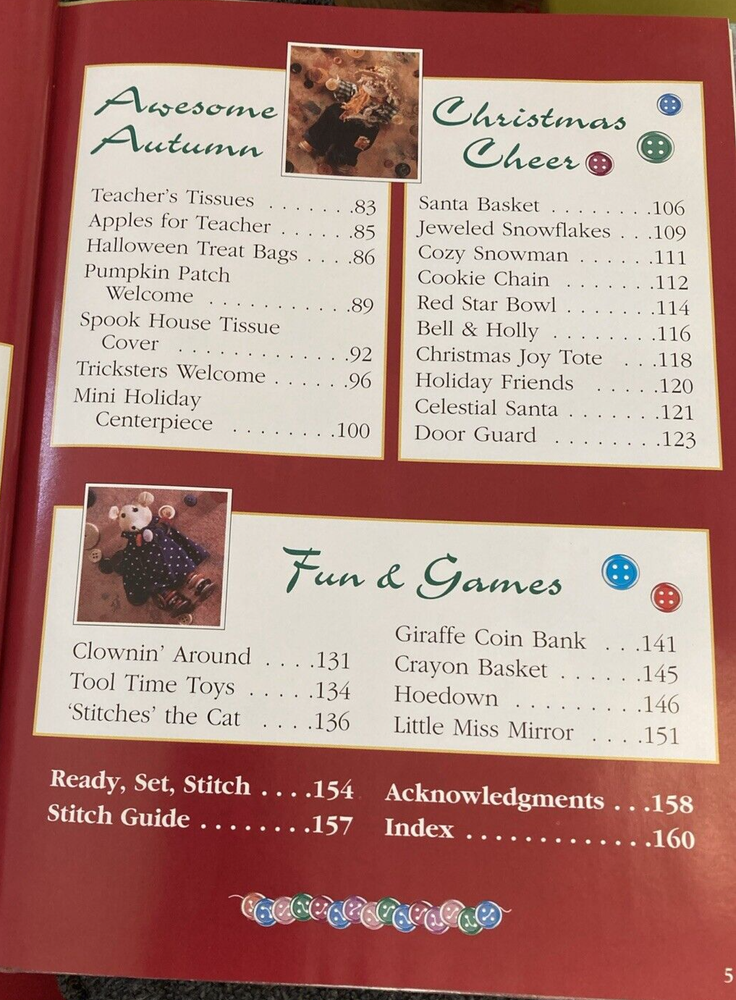 Awesome
Autumn
Teacher's Tissues . . . . . . .83
Apples for Teacher . . . . . .85
Halloween Treat Bags . . . .86
Pumpkin Patch
Welcome . . . . . . . . . . .89
Spook House Tissue
Cover . . . . . . . . . . . . .92
Tricksters Welcome . . . . . .96
Mini Holiday
Centerpiece . . . . . . . .100
Christmas
Cheer
Santa Basket . . . . . . . .106
Jeweled Snowflakes . . .109
Cozy Snowman . . . . . .111
Cookie Chain . . . . . . .112
Red Star Bowl . . . . . . .114
Bell & Holly . . . . . . . .116
Christmas Joy Tote . . .118
Holiday Friends . . . . .120
Celestial Santa . . . . . . .121
Door Guard . . . . . . . .123
Fun & Games
Clownin' Around . . . .131
Tool Time Toys . . . . .134
'Stitches' the Cat . . . .136
Giraffe Coin Bank . . .141
Crayon Basket . . . . . .145
Hoedown . . . . . . . . .146
Little Miss Mirror . . . .151
Ready, Set, Stitch . . . .154
Stitch Guide . . . . . . . .157
Acknowledgments . . .158
Index . . . . . . . . . . . . .160
5